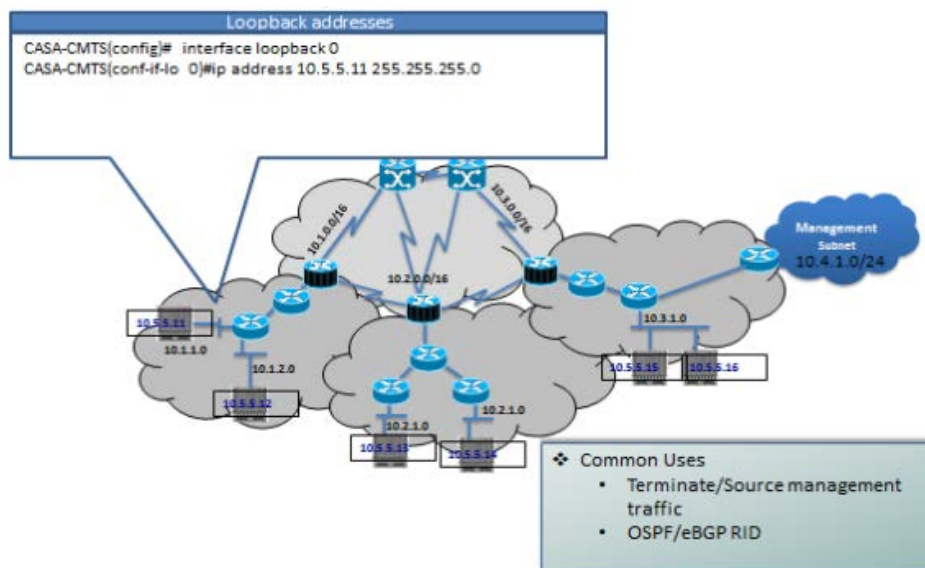 Loopback addresses
CASA-CMTS(config)# interface loopback 0
CASA-CMTS(conf-if-lo 0)#ip address 10.5.5.11 255.255.255.0
10.1.0.0/16
10.3.0.0/16
10.2.0.0/16
Management
Subnet
10.4.1.0/24
10.5.5.11
10.1.1.0
10.1.2.0
10.5.5.12
10.3.1.0
10.5.5.15
10.5.5.16
10.2.1.0
10.2.1.0
10.5.5.13
10.5.5.14
❖ Common Uses
• Terminate/Source management
traffic
• OSPF/eBGP RID